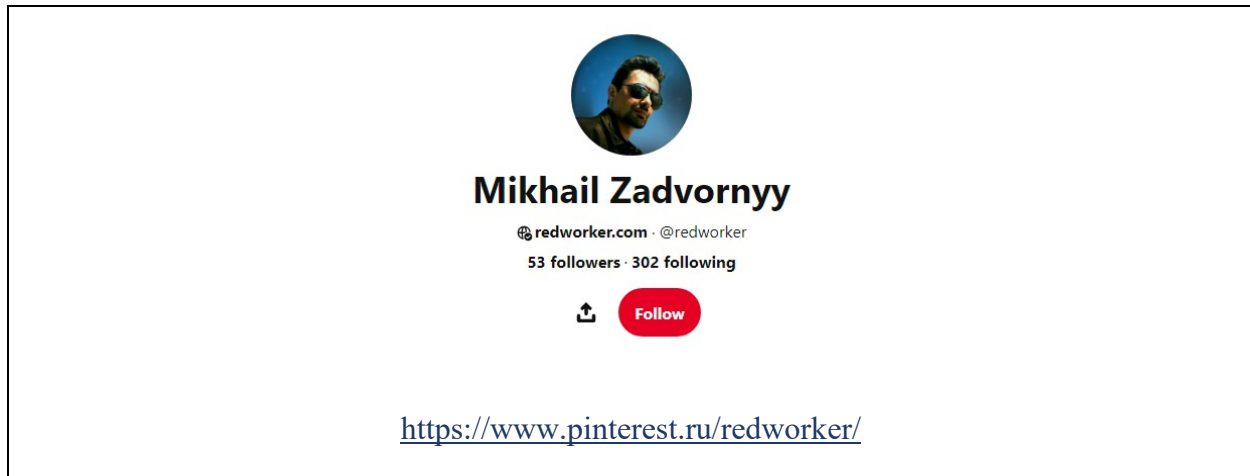 Mikhail Zadvornyy
redworker.com · @redworker
53 followers · 302 following
Follow
https://www.pinterest.ru/redworker/